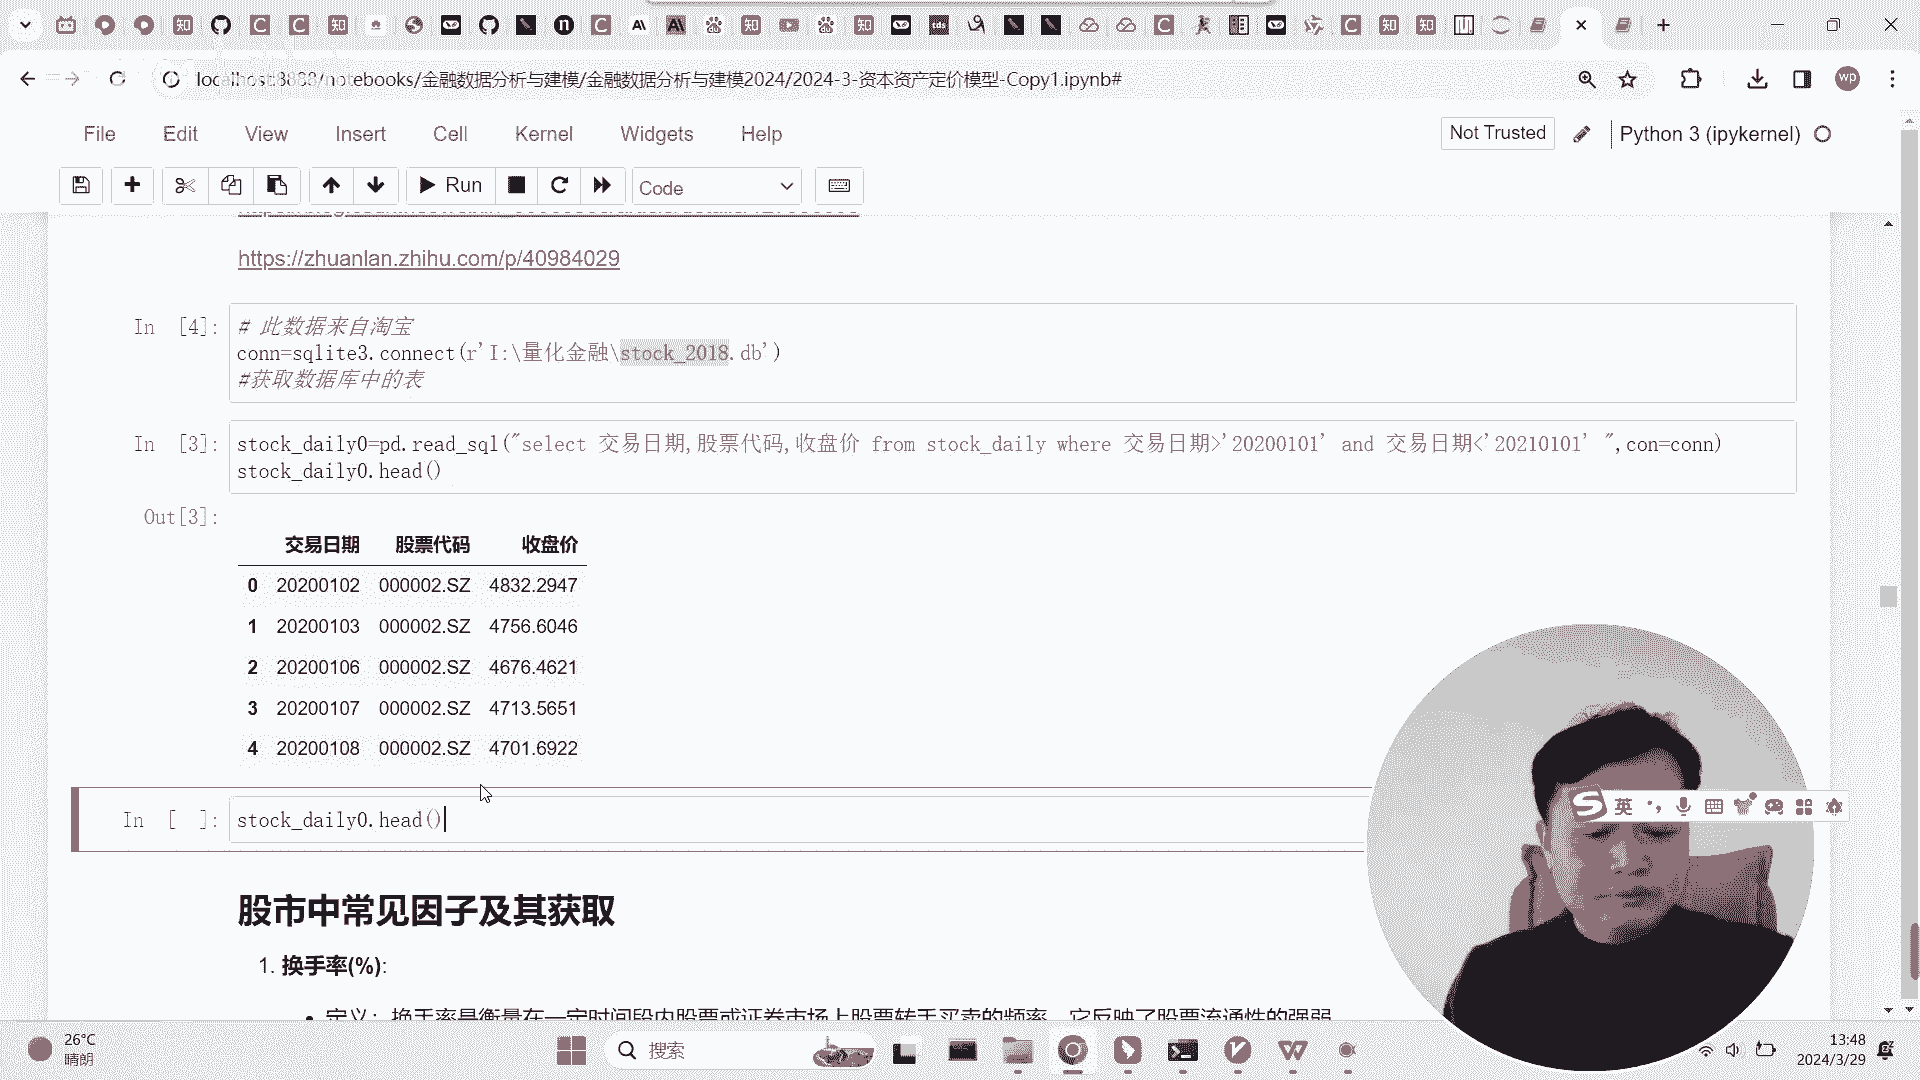 localhost:8888/notebooks/金融数据分析与建模/金融数据分析与建模2024/2024-3-资本资产定价模型-Copy1.ipynb#
wp
File Edit View Insert Cell Kernel Widgets Help
Not Trusted
Python 3 (ipykernel)
Run
Code
https://zhuanlan.zhihu.com/p/40984029
In [4]:
# 此数据来自淘宝
conn=sqlite3.connect(r'I:\量化金融\stock_2018.db')
#获取数据库中的表
In [3]:
stock_daily0=pd.read_sql("select 交易日期,股票代码,收盘价 from stock_daily where 交易日期>'20200101' and 交易日期<'20210101' ",con=conn)
stock_daily0.head()
Out[3]:
交易日期 股票代码 收盘价
0 20200102 000002.SZ 4832.2947
1 20200103 000002.SZ 4756.6046
2 20200106 000002.SZ 4676.4621
3 20200107 000002.SZ 4713.5651
4 20200108 000002.SZ 4701.6922
In [ ]:
stock_daily0.head()
英
股市中常见因子及其获取
1. 换手率(%):
定义：换手率是衡量在一定时间段内股票或证券市场上股票转手买卖的频率，它反映了股票流通性的强弱
26°C
晴朗
搜索
13:48
2024/3/29